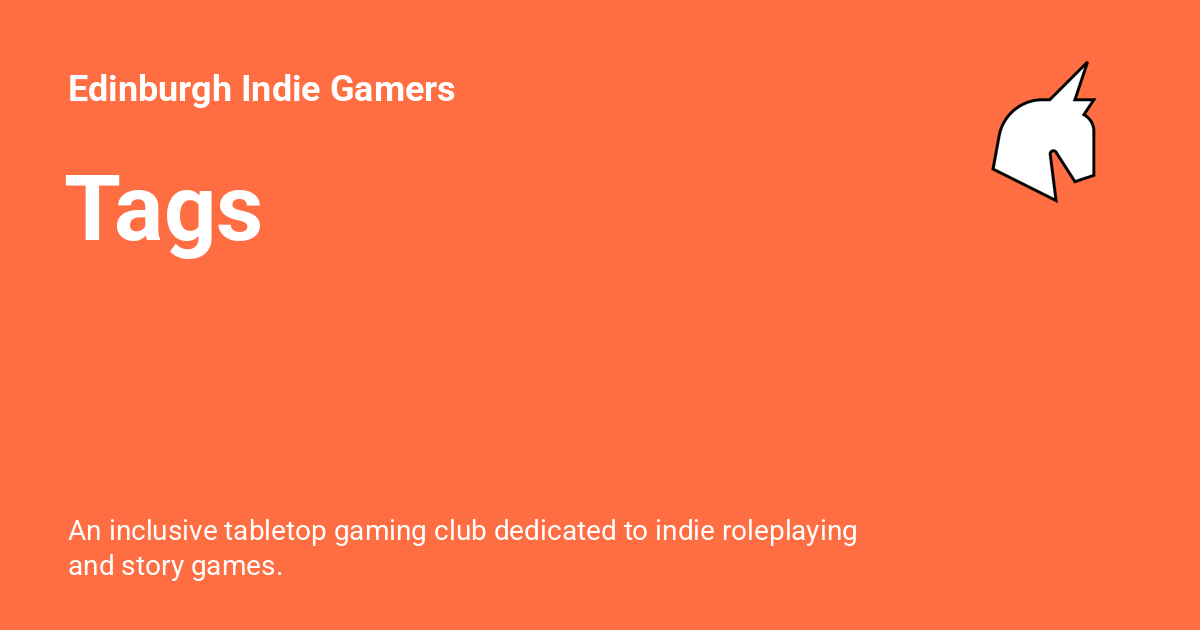 Edinburgh Indie Gamers
Tags
An inclusive tabletop gaming club dedicated to indie roleplaying
and story games.